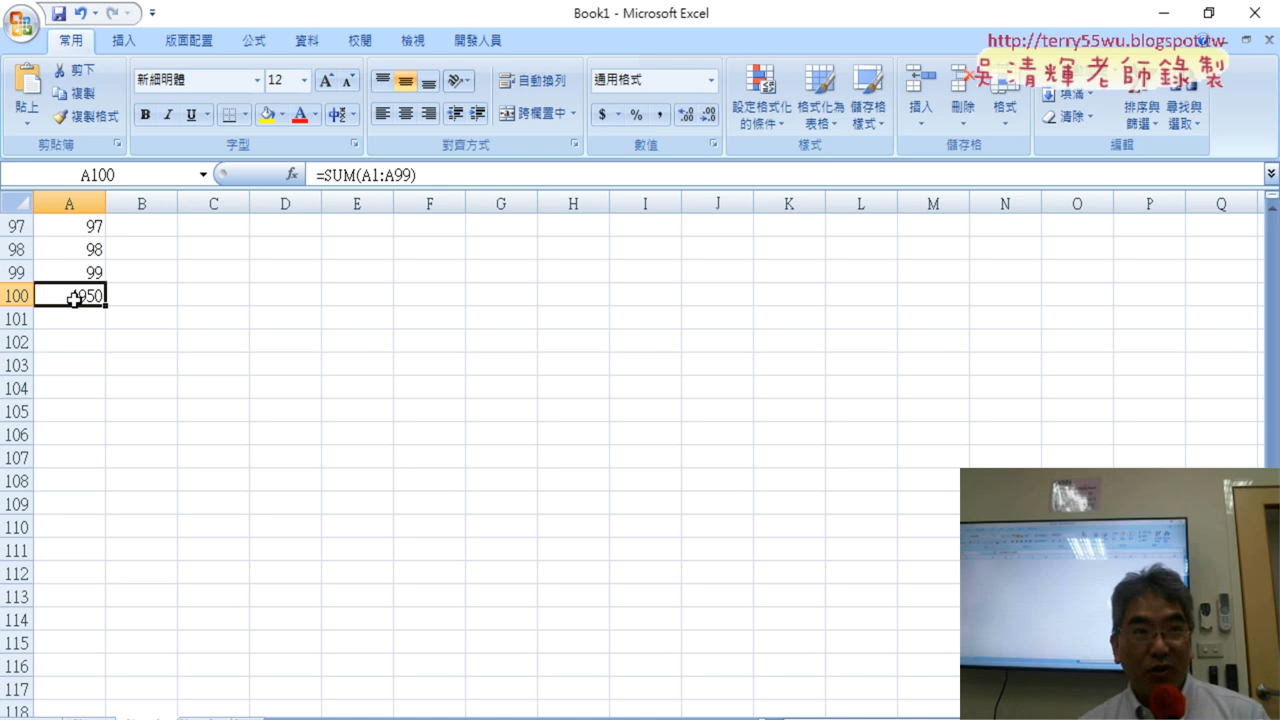 Book1 - Microsoft Excel
常用 插入 版面配置 公式 資料 校閱 檢視 開發人員
http://terry55wu.blogspot.tw
吳清輝老師錄製
貼上 剪下 複製 複製格式 剪貼簿
新細明體 12 B I U A 字型
自動換列 跨欄置中 對齊方式
通用格式 $ % , 數值
設定格式化的條件 格式化為表格 儲存格樣式 樣式
插入 刪除 格式 儲存格
填滿 清除 排序與篩選 尋找與選取 編輯
A100 fx =SUM(A1:A99)
A B C D E F G H I J K L M N O P Q
97 97
98 98
99 99
100 4950
101
102
103
104
105
106
107
108
109
110
111
112
113
114
115
116
117
118